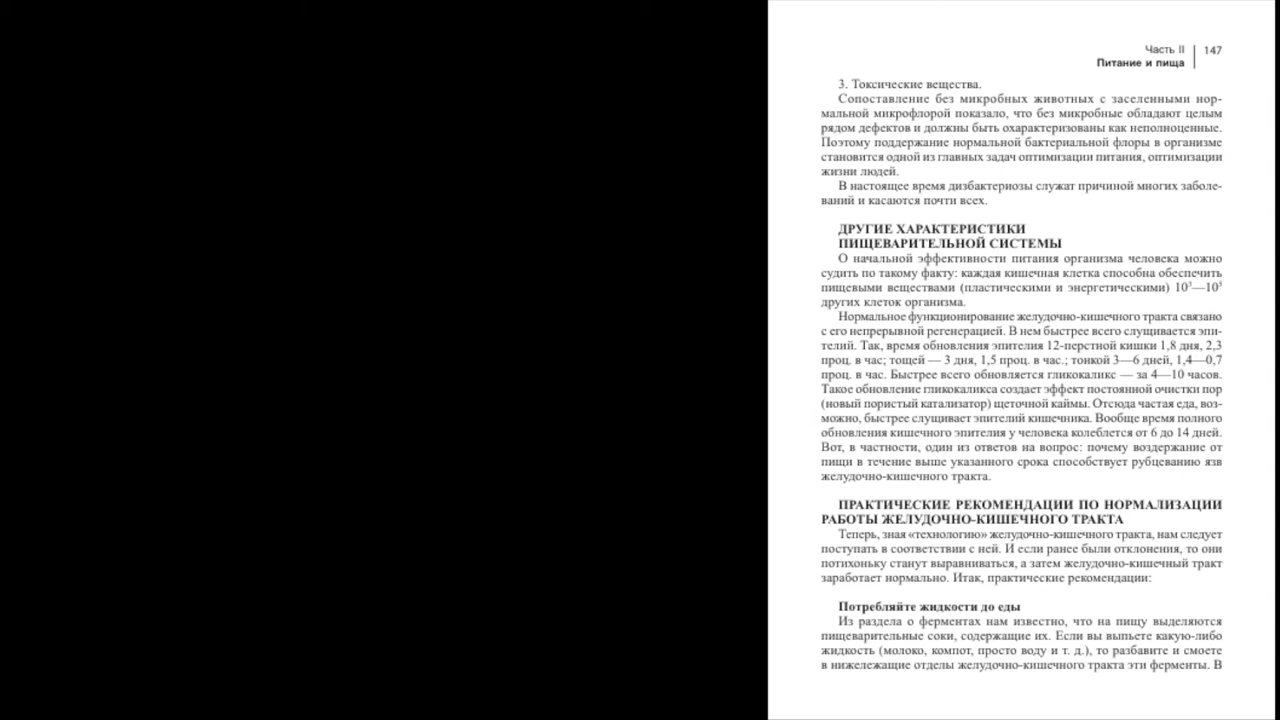 Часть II
147
Питание и пища
3. Токсические вещества.
Сопоставление без микробных животных с заселенными нор-
мальной микрофлорой показало, что без микробные обладают целым
рядом дефектов и должны быть охарактеризованы как неполноценные.
Поэтому поддержание нормальной бактериальной флоры в организме
становится одной из главных задач оптимизации питания, оптимизации
жизни людей.
В настоящее время дизбактериозы служат причиной многих заболе-
ваний и касаются почти всех.
ДРУГИЕ ХАРАКТЕРИСТИКИ
ПИЩЕВАРИТЕЛЬНОЙ СИСТЕМЫ
О начальной эффективности питания организма человека можно
судить по такому факту: каждая кишечная клетка способна обеспечить
пищевыми веществами (пластическими и энергетическими) 10³—10⁵
других клеток организма.
Нормальное функционирование желудочно-кишечного тракта связано
с его непрерывной регенерацией. В нем быстрее всего слущивается эпи-
телий. Так, время обновления эпителия 12-перстной кишки 1,8 дня, 2,3
проц. в час; тощей — 3 дня, 1,5 проц. в час.; тонкой 3—6 дней, 1,4—0,7
проц. в час. Быстрее всего обновляется гликокаликс — за 4—10 часов.
Такое обновление гликокаликса создает эффект постоянной очистки пор
(новый пористый катализатор) щеточной каймы. Отсюда частая еда, воз-
можно, быстрее слущивает эпителий кишечника. Вообще время полного
обновления кишечного эпителия у человека колеблется от 6 до 14 дней.
Вот, в частности, один из ответов на вопрос: почему воздержание от
пищи в течение выше указанного срока способствует рубцеванию язв
желудочно-кишечного тракта.
ПРАКТИЧЕСКИЕ РЕКОМЕНДАЦИИ ПО НОРМАЛИЗАЦИИ
РАБОТЫ ЖЕЛУДОЧНО-КИШЕЧНОГО ТРАКТА
Теперь, зная «технологию» желудочно-кишечного тракта, нам следует
поступать в соответствии с ней. И если ранее были отклонения, то они
потихоньку станут выравниваться, а затем желудочно-кишечный тракт
заработает нормально. Итак, практические рекомендации:
Потребляйте жидкости до еды
Из раздела о ферментах нам известно, что на пищу выделяются
пищеварительные соки, содержащие их. Если вы выпьете какую-либо
жидкость (молоко, компот, просто воду и т. д.), то разбавите и смоете
в нижележащие отделы желудочно-кишечного тракта эти ферменты. В